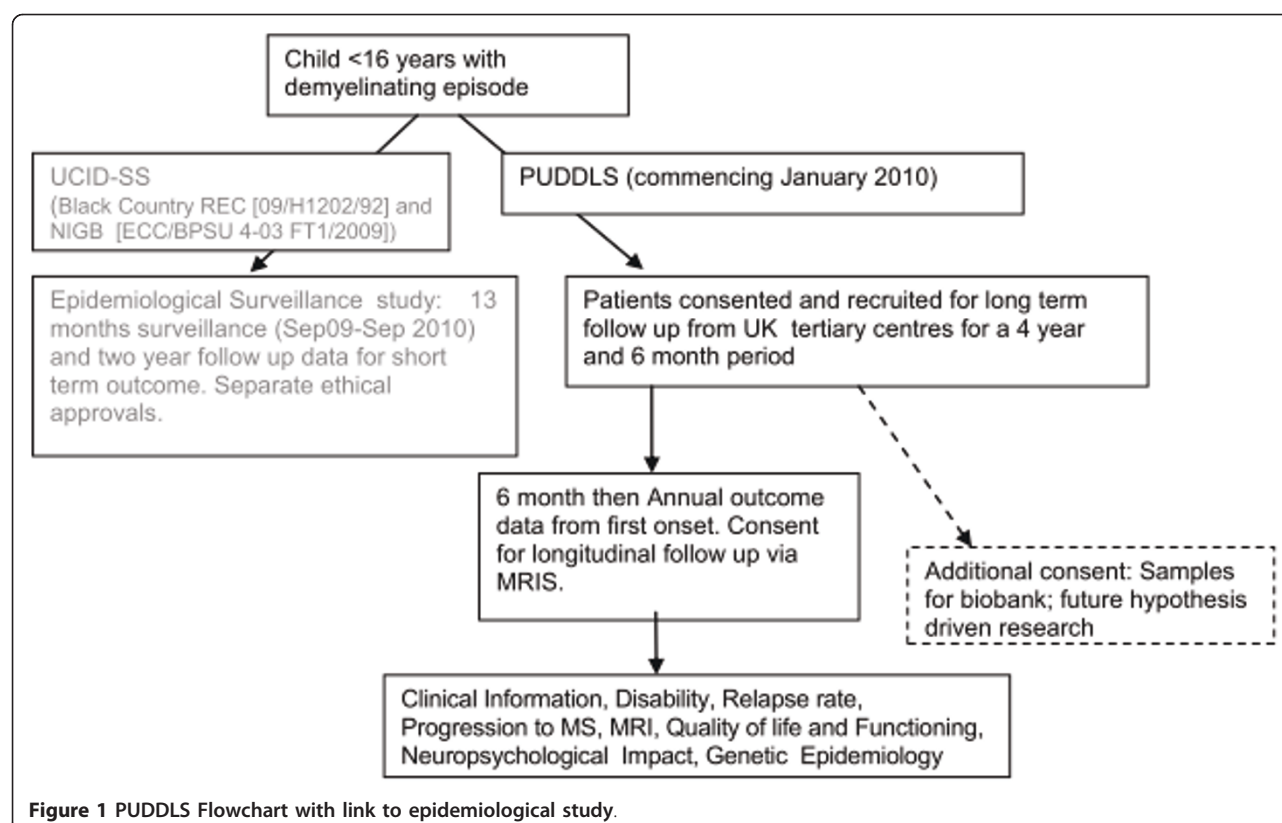 Child <16 years with
demyelinating episode
UCID-SS
(Black Country REC [09/H1202/92] and
NIGB [ECC/BPSU 4-03 FT1/2009])
PUDDLS (commencing January 2010)
Epidemiological Surveillance study: 13
months surveillance (Sep09-Sep 2010)
and two year follow up data for short
term outcome. Separate ethical
approvals.
Patients consented and recruited for long term
follow up from UK tertiary centres for a 4 year
and 6 month period
6 month then Annual outcome
data from first onset. Consent
for longitudinal follow up via
MRIS.
Additional consent: Samples
for biobank; future hypothesis
driven research
Clinical Information, Disability, Relapse rate,
Progression to MS, MRI, Quality of life and Functioning,
Neuropsychological Impact, Genetic Epidemiology
Figure 1 PUDDLS Flowchart with link to epidemiological study.